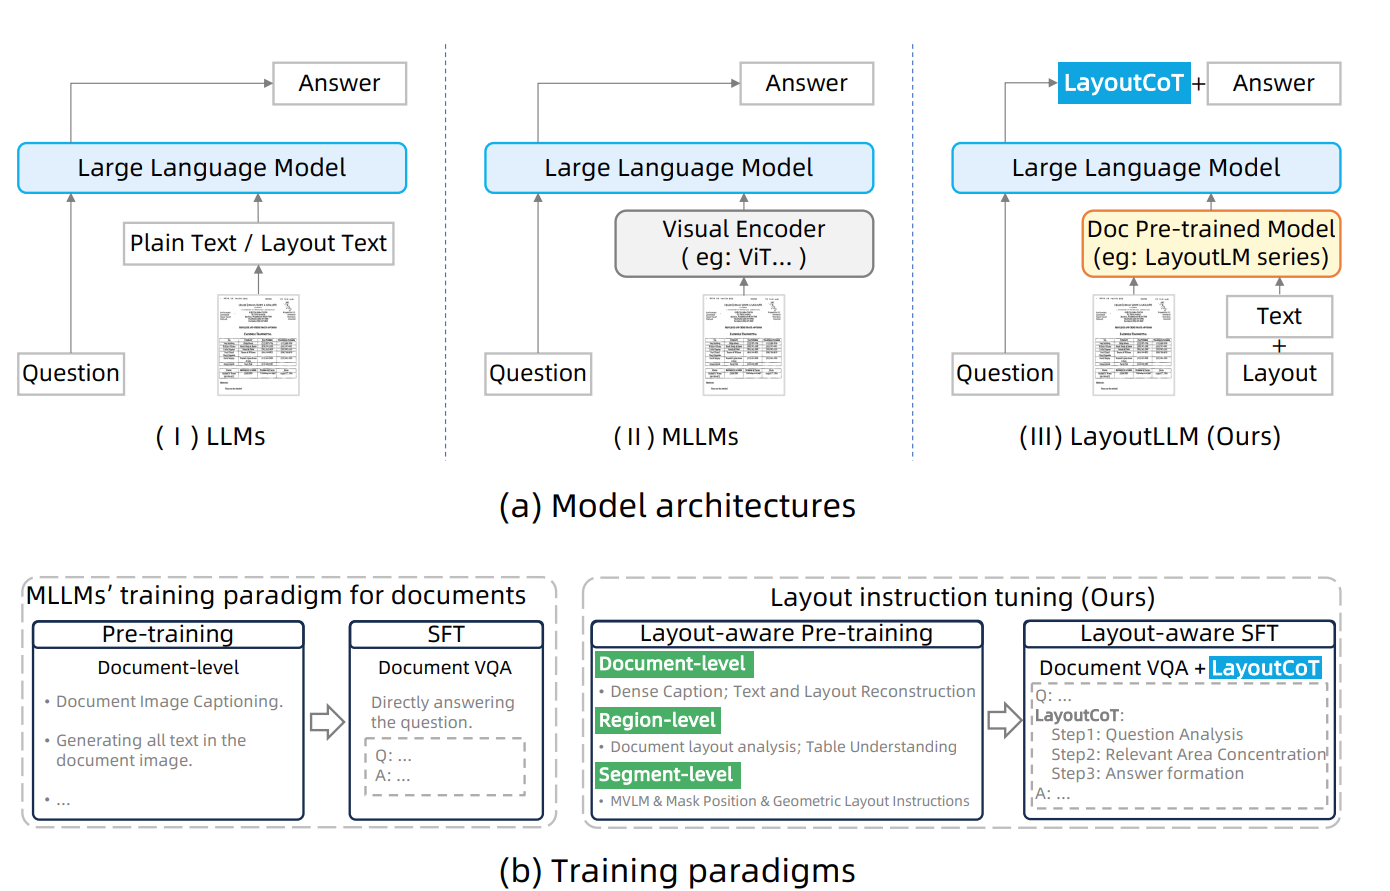 Answer
Large Language Model
Plain Text / Layout Text
Question
( I ) LLMs
Answer
Large Language Model
Visual Encoder
( eg: ViT... )
Question
( II ) MLLMs
LayoutCoT + Answer
Large Language Model
Doc Pre-trained Model
(eg: LayoutLM series)
Text
+
Layout
Question
(III) LayoutLLM (Ours)
(a) Model architectures
MLLMs’ training paradigm for documents
Pre-training
Document-level
• Document Image Captioning.
• Generating all text in the
document image.
• ...
SFT
Document VQA
Directly answering
the question.
Q: ...
A: ...
Layout instruction tuning (Ours)
Layout-aware Pre-training
Document-level
• Dense Caption; Text and Layout Reconstruction
Region-level
• Document layout analysis; Table Understanding
Segment-level
• MVLM & Mask Position & Geometric Layout Instructions
Layout-aware SFT
Document VQA + LayoutCoT
Q: ...
LayoutCoT:
Step1: Question Analysis
Step2: Relevant Area Concentration
Step3: Answer formation
A: ...
(b) Training paradigms